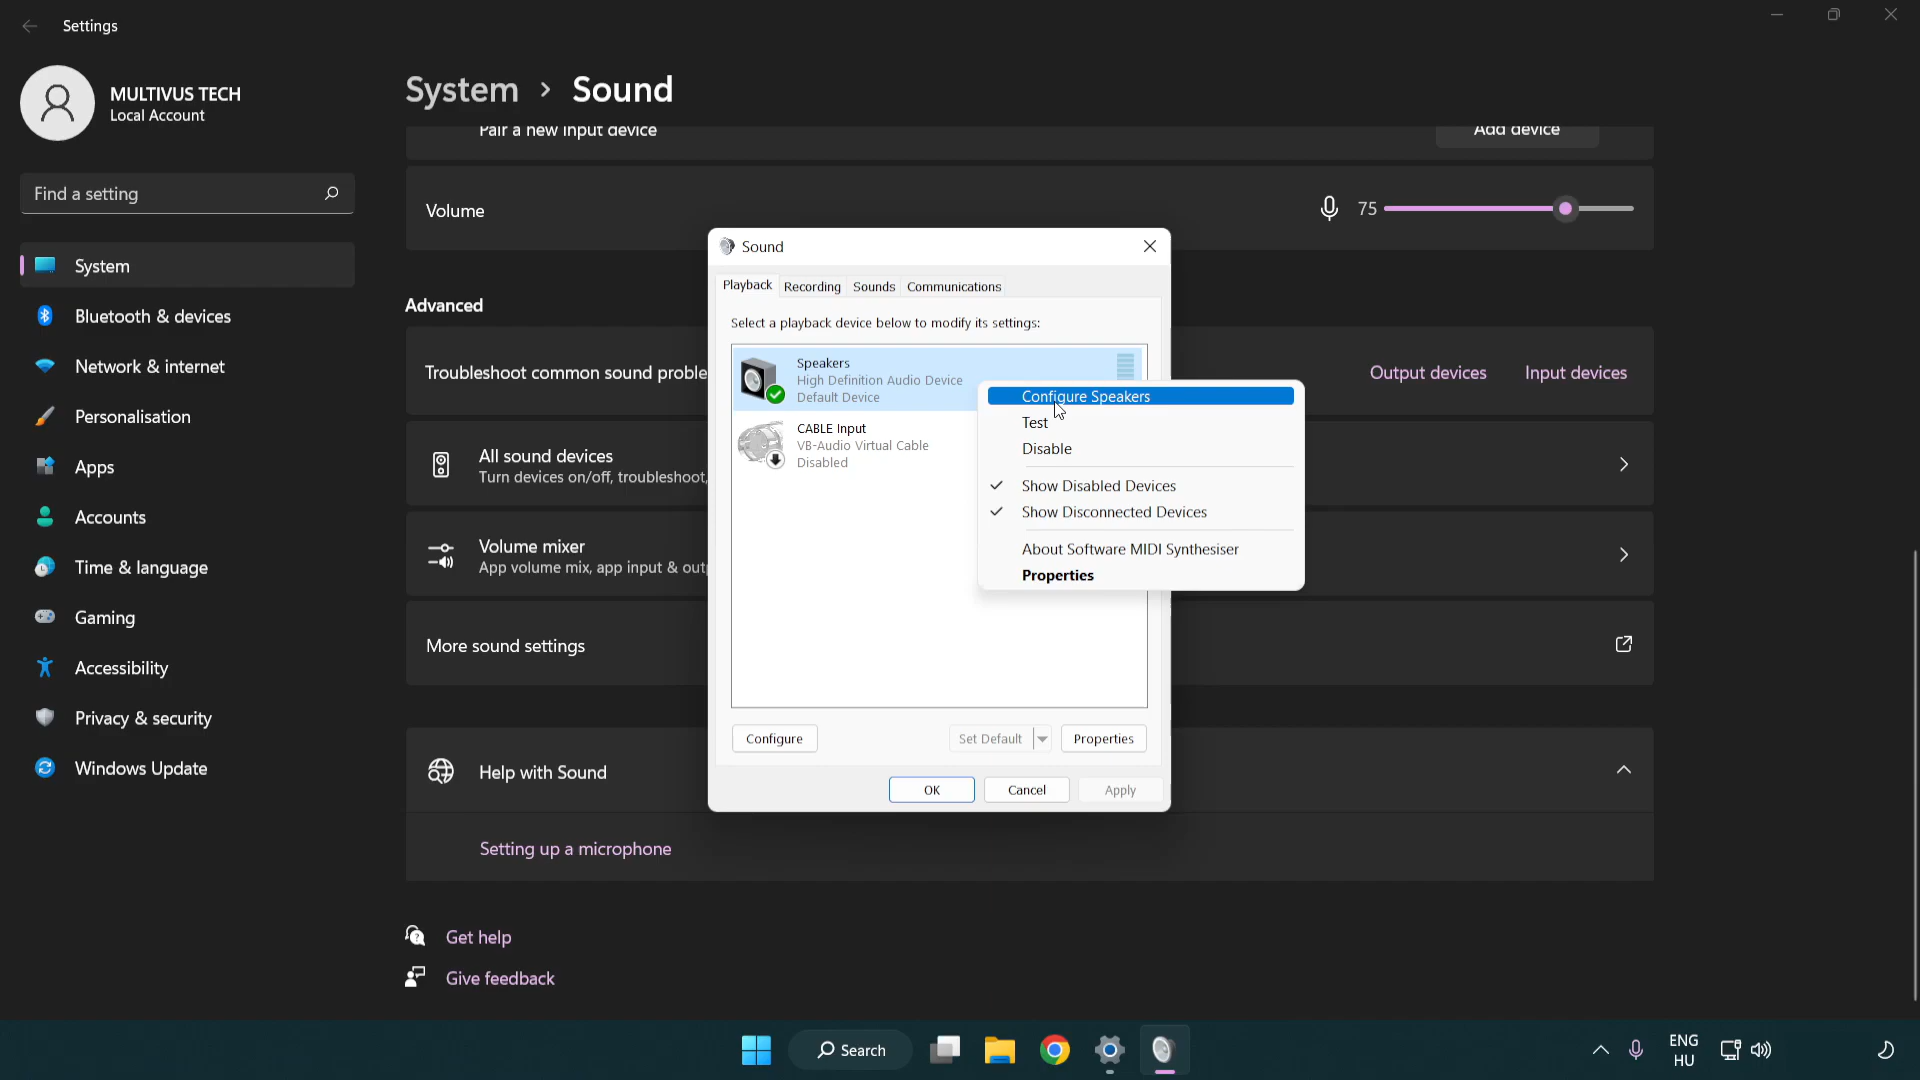 Settings
MULTIVUS TECH
Local Account
Find a setting
System
Bluetooth & devices
Network & internet
Personalisation
Apps
Accounts
Time & language
Gaming
Accessibility
Privacy & security
Windows Update
System › Sound
Pair a new input device
Add device
Volume
75
Advanced
Troubleshoot common sound proble
Output devices
Input devices
All sound devices
Turn devices on/off, troubleshoot,
Volume mixer
App volume mix, app input & out
More sound settings
Help with Sound
Setting up a microphone
Get help
Give feedback
Sound
Playback Recording Sounds Communications
Select a playback device below to modify its settings:
Speakers
High Definition Audio Device
Default Device
CABLE Input
VB-Audio Virtual Cable
Disabled
Configure Speakers
Test
Disable
Show Disabled Devices
Show Disconnected Devices
About Software MIDI Synthesiser
Properties
Configure
Set Default
Properties
OK
Cancel
Apply
Search
ENG
HU